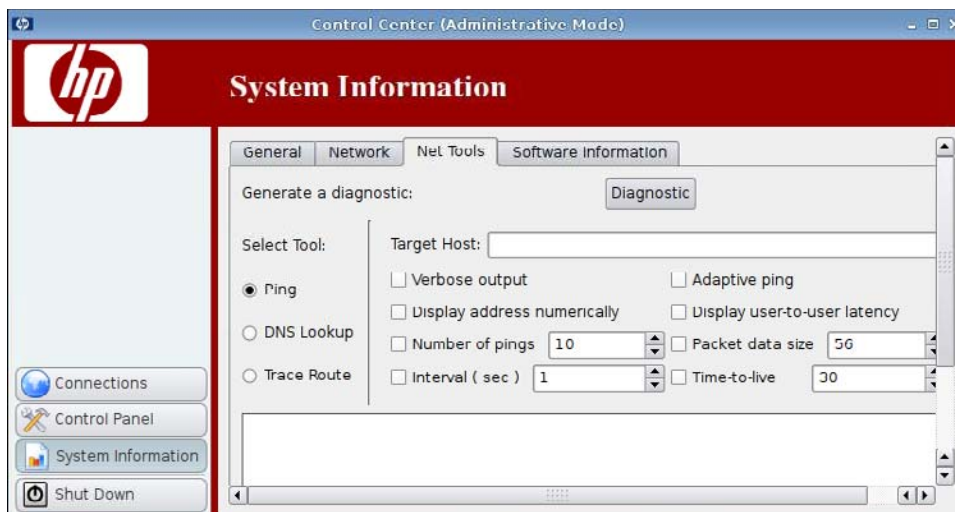 Control Center (Administrative Mode)
hp
System Information
General Network Net Tools Software Information
Generate a diagnostic: Diagnostic
Select Tool: Target Host:
Ping
DNS Lookup
Trace Route
Verbose output Adaptive ping
Display address numerically Display user-to-user latency
Number of pings 10 Packet data size 56
Interval ( sec ) 1 Time-to-live 30
Connections
Control Panel
System Information
Shut Down